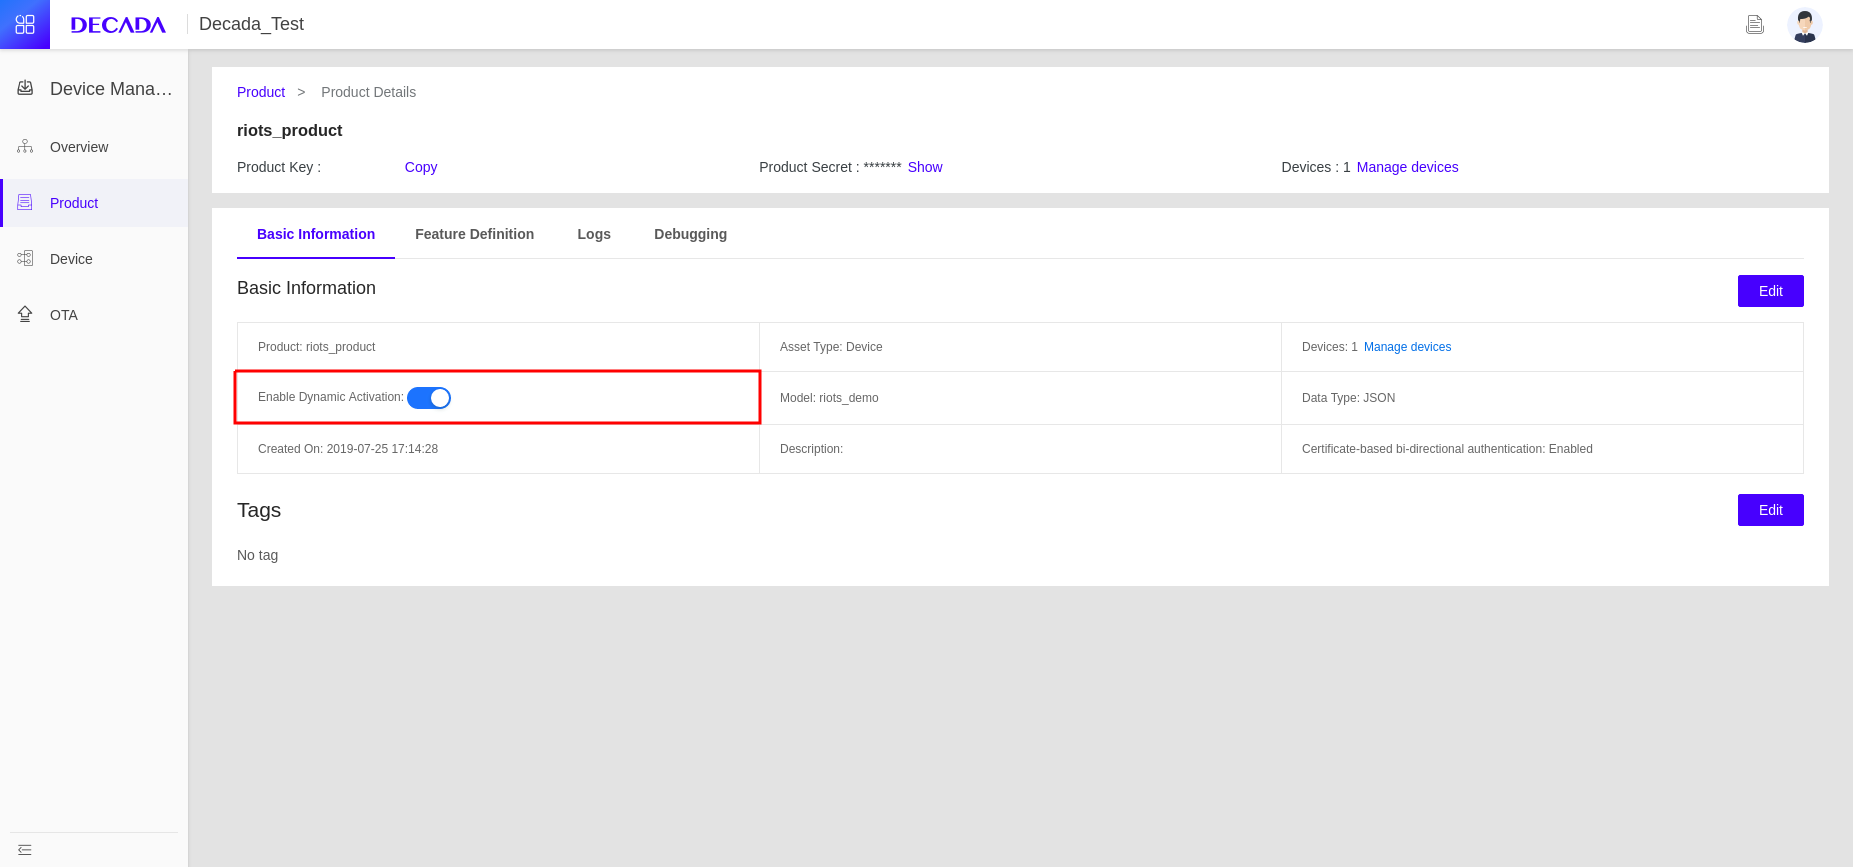 DECADA Decada_Test
Device Mana…
Overview
Product
Device
OTA
Product > Product Details
riots_product
Product Key : Copy Product Secret : ******* Show Devices : 1 Manage devices
Basic Information Feature Definition Logs Debugging
Basic Information Edit
Product: riots_product Asset Type: Device Devices: 1 Manage devices
Enable Dynamic Activation: Model: riots_demo Data Type: JSON
Created On: 2019-07-25 17:14:28 Description: Certificate-based bi-directional authentication: Enabled
Tags Edit
No tag